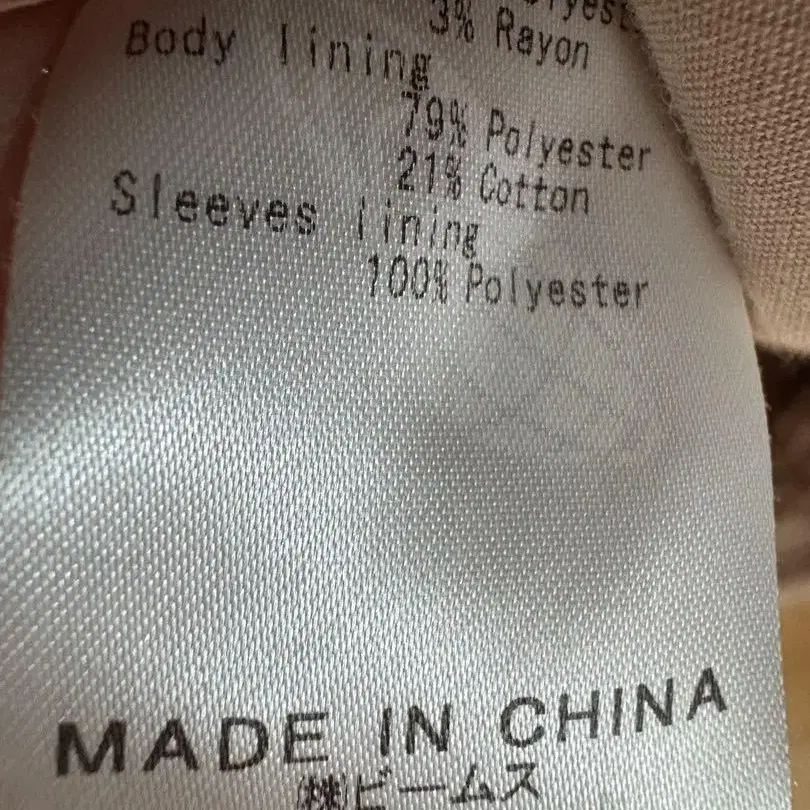 3% Rayon
Body lining
79% Polyester
21% Cotton
Sleeves lining
100% Polyester
MADE IN CHINA
㈱ビームス